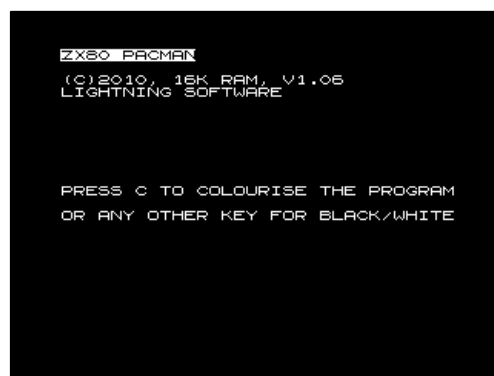 ZX80 PACMAN
(C)2010, 16K RAM, V1.06
LIGHTNING SOFTWARE
PRESS C TO COLOURISE THE PROGRAM
OR ANY OTHER KEY FOR BLACK/WHITE